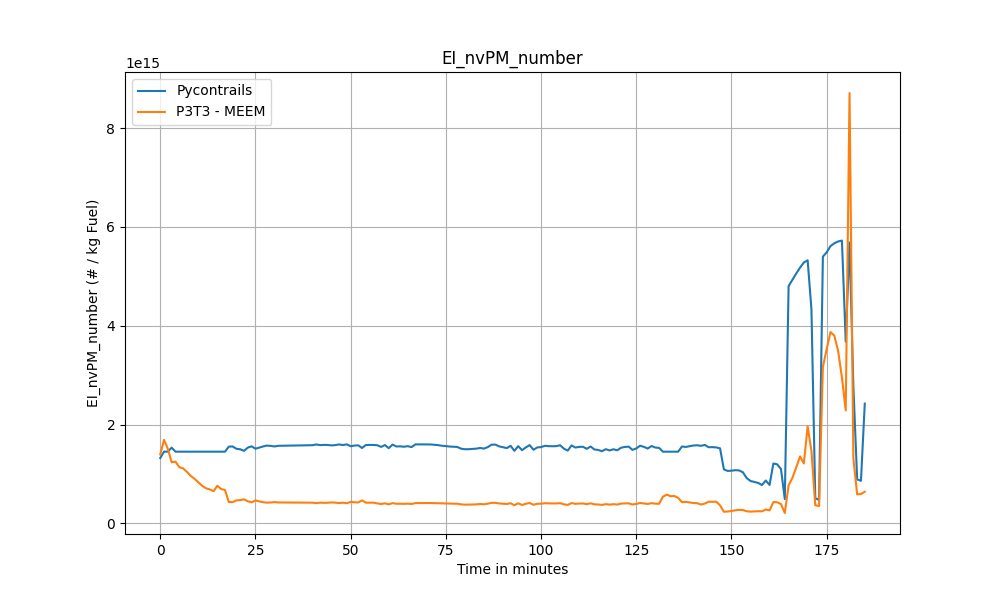 EI_nvPM_number
1e15
Pycontrails
P3T3 - MEEM
EI_nvPM_number (# / kg Fuel)
8
6
4
2
0
0 25 50 75 100 125 150 175
Time in minutes